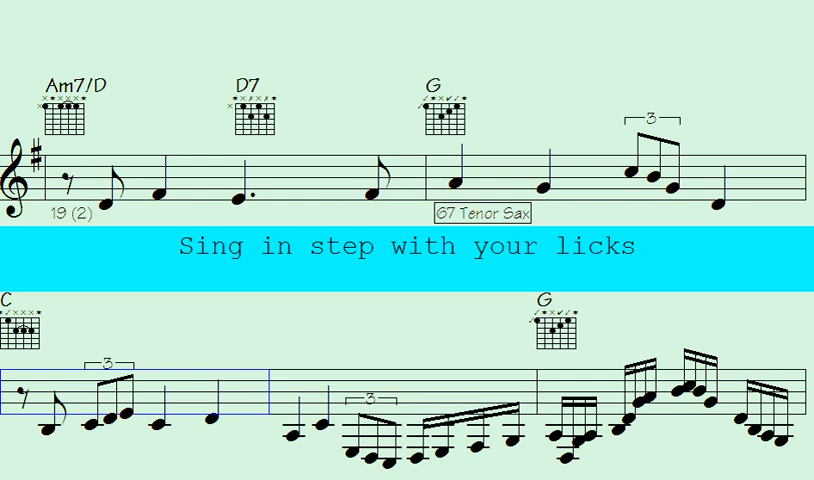 Am7/D D7 G
3
19 (2) 67 Tenor Sax
Sing in step with your licks
C G
3
3